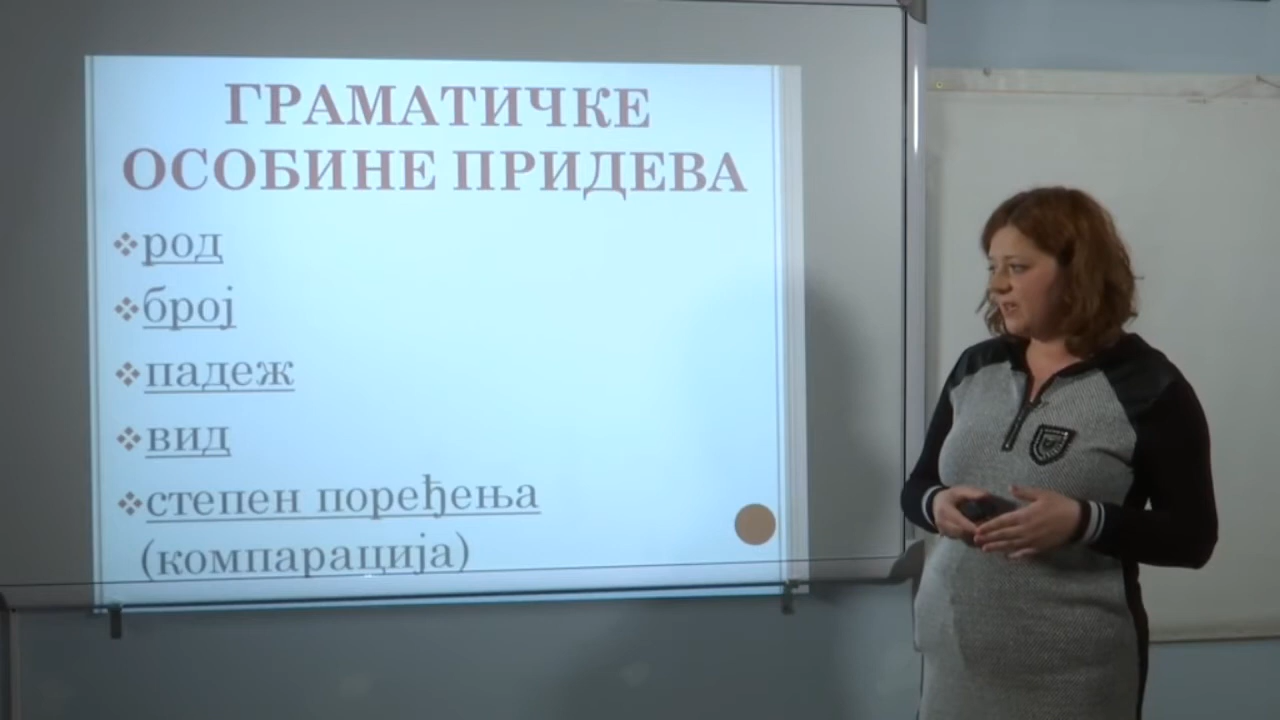 ГРАМАТИЧКЕ
ОСОБИНЕ ПРИДЕВА
род
број
падеж
вид
степен поређења
(компарација)